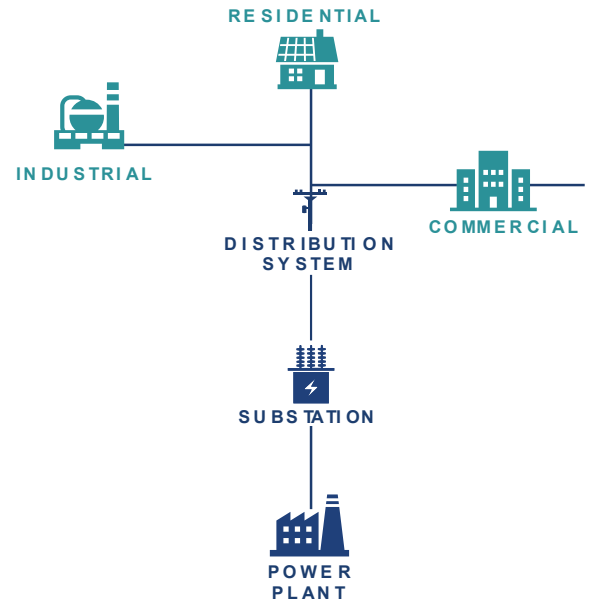 RESIDENTIAL
INDUSTRIAL
COMMERCIAL
DISTRIBUTION
SYSTEM
SUBSTATION
POWER
PLANT